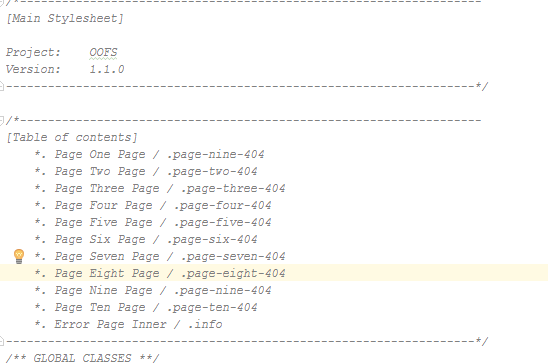 /*------------------------------------------------------------------
[Main Stylesheet]
Project:    OOFS
Version:    1.1.0
-------------------------------------------------------------------*/
/*------------------------------------------------------------------
[Table of contents]
*. Page One Page / .page-nine-404
*. Page Two Page / .page-two-404
*. Page Three Page / .page-three-404
*. Page Four Page / .page-four-404
*. Page Five Page / .page-five-404
*. Page Six Page / .page-six-404
*. Page Seven Page / .page-seven-404
*. Page Eight Page / .page-eight-404
*. Page Nine Page / .page-nine-404
*. Page Ten Page / .page-ten-404
*. Error Page Inner / .info
-------------------------------------------------------------------*/
/** GLOBAL CLASSES **/